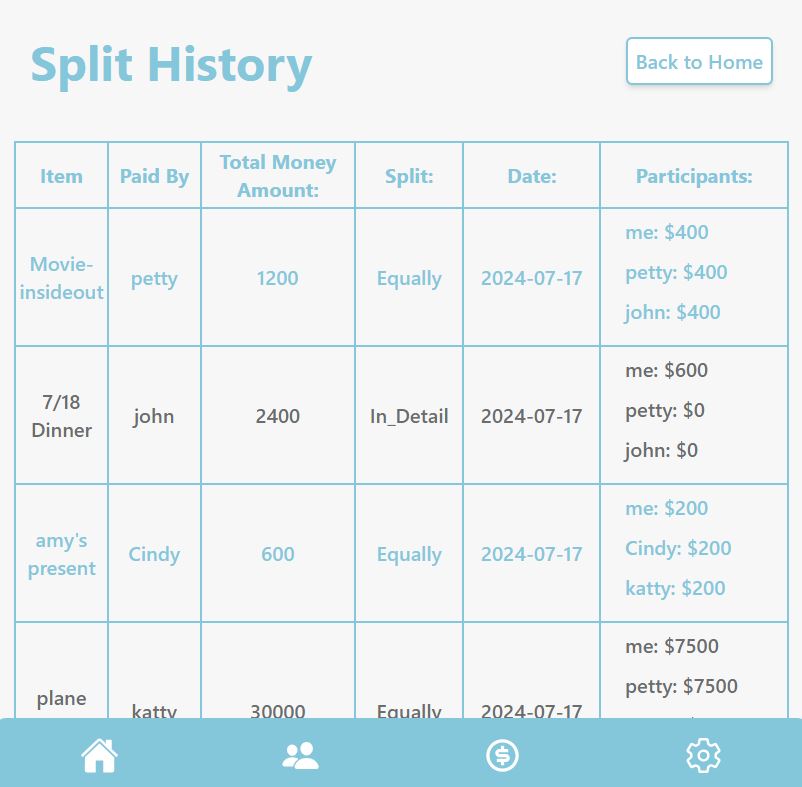 Split History
Back to Home
Item
Paid By
Total Money
Amount:
Split:
Date:
Participants:
Movie-
insideout
petty
1200
Equally
2024-07-17
me: $400
petty: $400
john: $400
7/18
Dinner
john
2400
In_Detail
2024-07-17
me: $600
petty: $0
john: $0
amy's
present
Cindy
600
Equally
2024-07-17
me: $200
Cindy: $200
katty: $200
plane
katty
30000
Equally
2024-07-17
me: $7500
petty: $7500